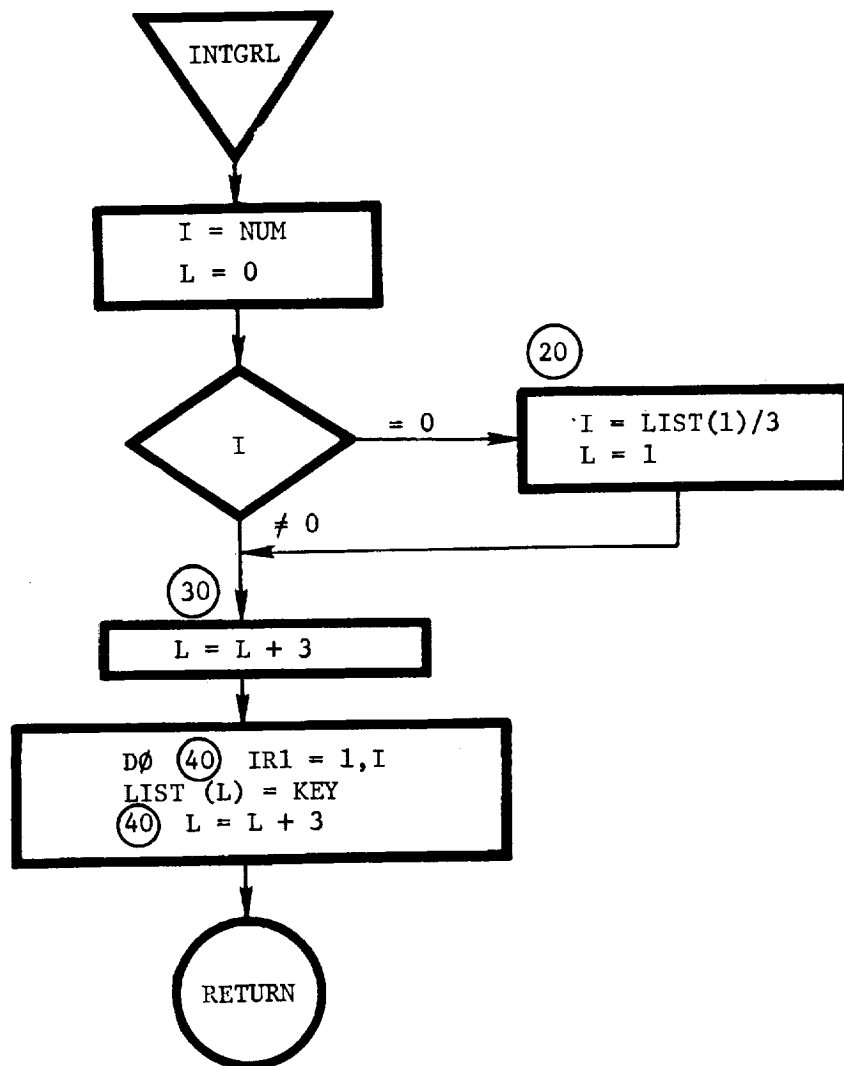 INTGRL
I = NUM
L = 0
I
= 0
20
I = LIST(1)/3
L = 1
≠ 0
30
L = L + 3
DØ 40 IR1 = 1,I
LIST (L) = KEY
40 L = L + 3
RETURN